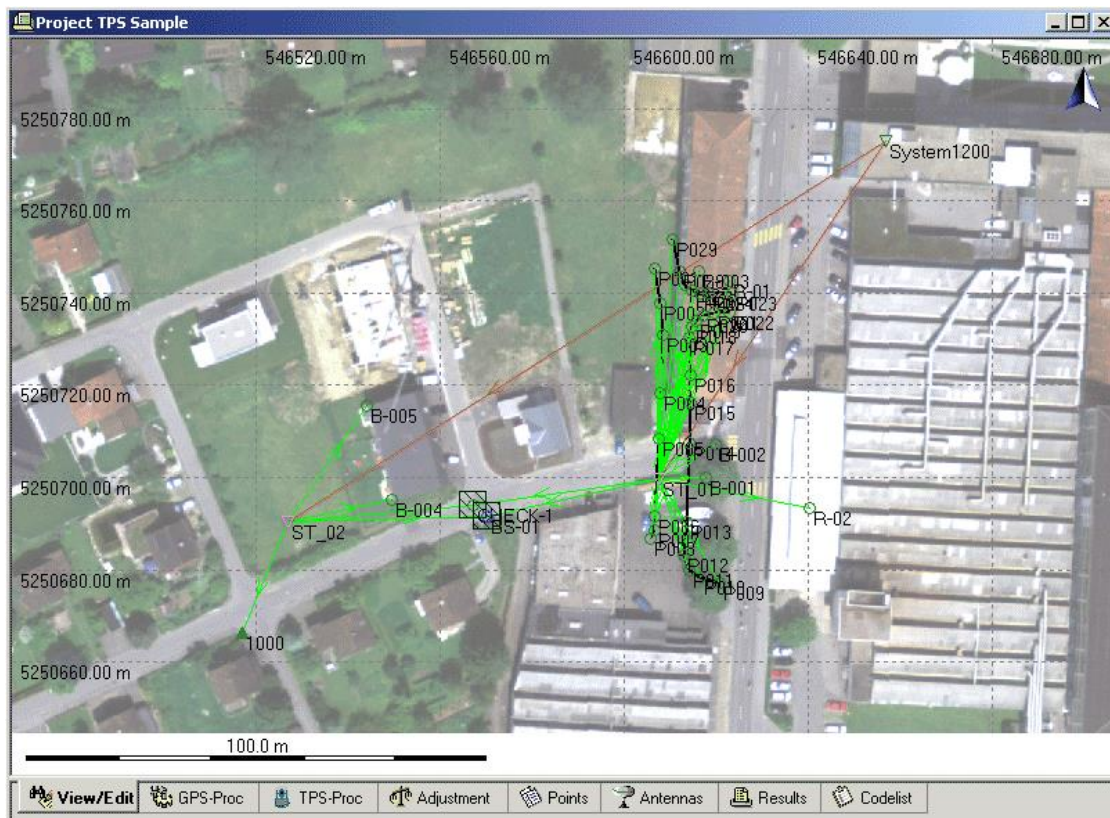 Project TPS Sample
546520.00 m 546560.00 m 546600.00 m 546640.00 m 546680.00 m
5250780.00 m
System1200
5250760.00 m
P029
5250740.00 m
5250720.00 m
P017
P016
P004
P015
B-005
B-002
5250700.00 m
B-001
B-004
R-02
BS-01
ST_02
P013
P012
5250680.00 m
P009
1000
5250660.00 m
100.0 m
View/Edit GPS-Proc TPS-Proc Adjustment Points Antennas Results Codelist